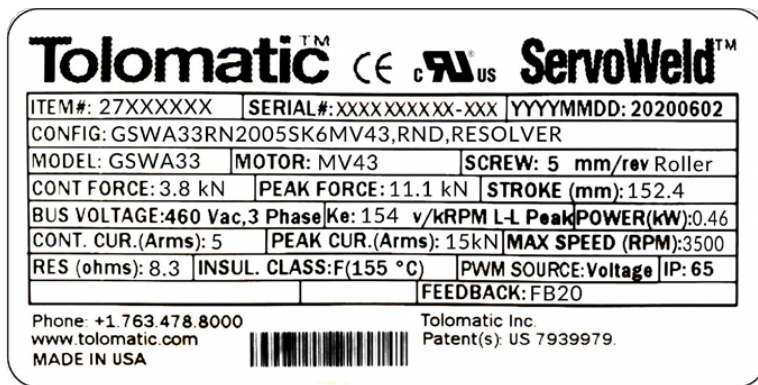 Tolomatic™ CE c RU us ServoWeld™
ITEM#: 27XXXXXX SERIAL#: XXXXXXXXXX-XXX YYYYMMDD: 20200602
CONFIG: GSWA33RN2005SK6MV43,RND,RESOLVER
MODEL: GSWA33 MOTOR: MV43 SCREW: 5 mm/rev Roller
CONT FORCE: 3.8 kN PEAK FORCE: 11.1 kN STROKE (mm): 152.4
BUS VOLTAGE:460 Vac,3 Phase Ke: 154 v/kRPM L-L Peak POWER(kW):0.46
CONT. CUR.(Arms): 5 PEAK CUR.(Arms): 15kN MAX SPEED (RPM):3500
RES (ohms): 8.3 INSUL. CLASS:F(155 °C) PWM SOURCE:Voltage IP: 65
FEEDBACK: FB20
Phone: +1.763.478.8000 Tolomatic Inc.
www.tolomatic.com Patent(s): US 7939979.
MADE IN USA